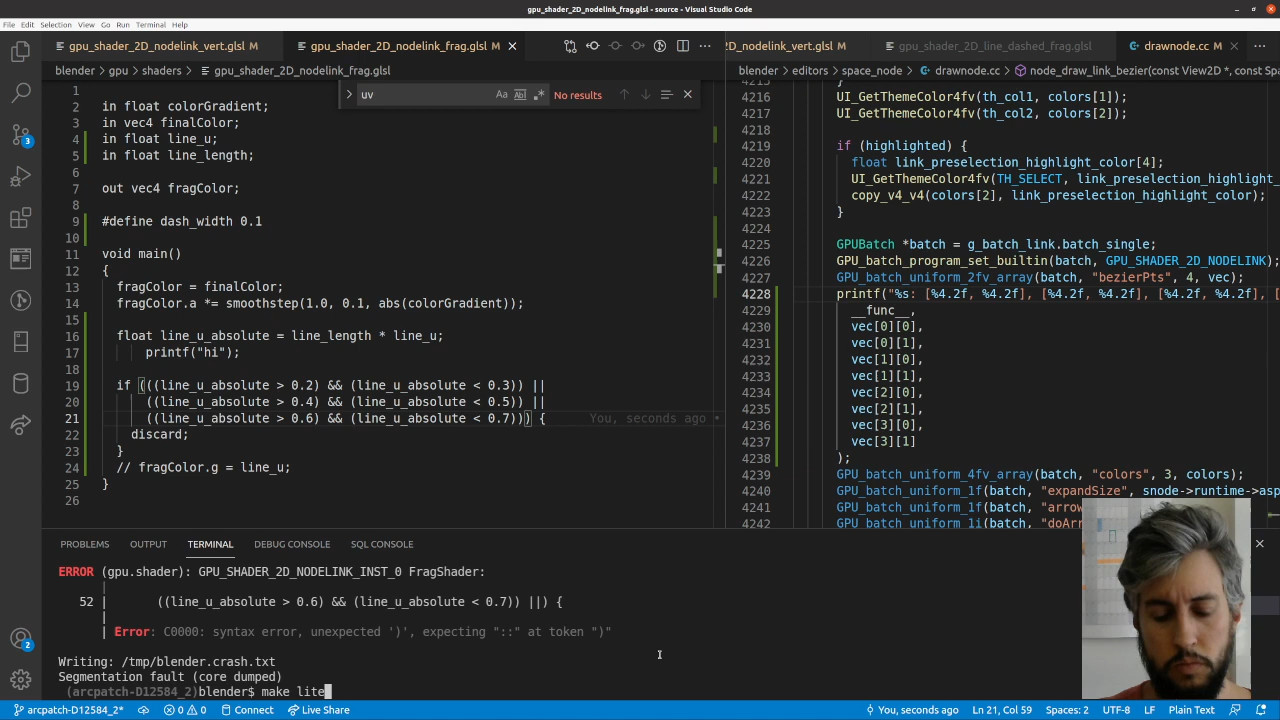 gpu_shader_2D_nodelink_frag.glsl - source - Visual Studio Code
File Edit Selection View Go Run Terminal Help
gpu_shader_2D_nodelink_vert.glsl M
gpu_shader_2D_nodelink_frag.glsl M
2D_nodelink_vert.glsl M
gpu_shader_2D_line_dashed_frag.glsl
drawnode.cc M
blender > gpu > shaders > gpu_shader_2D_nodelink_frag.glsl
blender > editors > space_node > drawnode.cc > node_draw_link_bezier(const View2D *, const Spa
uv
Aa
No results
1
2 in float colorGradient;
3 in vec4 finalColor;
4 in float line_u;
5 in float line_length;
6
7 out vec4 fragColor;
8
9 #define dash_width 0.1
10
11 void main()
12 {
13 fragColor = finalColor;
14 fragColor.a *= smoothstep(1.0, 0.1, abs(colorGradient));
15
16 float line_u_absolute = line_length * line_u;
17 printf("hi");
18
19 if (((line_u_absolute > 0.2) && (line_u_absolute < 0.3)) ||
20 ((line_u_absolute > 0.4) && (line_u_absolute < 0.5)) ||
21 ((line_u_absolute > 0.6) && (line_u_absolute < 0.7))) { You, seconds ago •
22 discard;
23 }
24 // fragColor.g = line_u;
25 }
26
4215 }
4216 UI_GetThemeColor4fv(th_col1, colors[1]);
4217 UI_GetThemeColor4fv(th_col2, colors[2]);
4218
4219 if (highlighted) {
4220 float link_preselection_highlight_color[4];
4221 UI_GetThemeColor4fv(TH_SELECT, link_preselection_highlight_
4222 copy_v4_v4(colors[2], link_preselection_highlight_color);
4223 }
4224
4225 GPUBatch *batch = g_batch_link.batch_single;
4226 GPU_batch_program_set_builtin(batch, GPU_SHADER_2D_NODELINK);
4227 GPU_batch_uniform_2fv_array(batch, "bezierPts", 4, vec);
4228 printf("%s: [%4.2f, %4.2f], [%4.2f, %4.2f], [%4.2f, %4.2f], [
4229 __func__,
4230 vec[0][0],
4231 vec[0][1],
4232 vec[1][0],
4233 vec[1][1],
4234 vec[2][0],
4235 vec[2][1],
4236 vec[3][0],
4237 vec[3][1]
4238 );
4239 GPU_batch_uniform_4fv_array(batch, "colors", 3, colors);
4240 GPU_batch_uniform_1f(batch, "expandSize", snode->runtime->asp
4241 GPU_batch_uniform_1f(batch, "arrow
4242 GPU_batch_uniform_1i(batch, "doArr
PROBLEMS OUTPUT TERMINAL DEBUG CONSOLE SQL CONSOLE
ERROR (gpu.shader): GPU_SHADER_2D_NODELINK_INST_0 FragShader:
|
52 | ((line_u_absolute > 0.6) && (line_u_absolute < 0.7)) ||) {
|
| Error: C0000: syntax error, unexpected ')', expecting "::" at token ")"
Writing: /tmp/blender.crash.txt
Segmentation fault (core dumped)
(arcpatch-D12584_2)blender$ make lite
3
2
arcpatch-D12584_2* 0 0 Connect Live Share You, seconds ago Ln 21, Col 59 Spaces: 2 UTF-8 LF Plain Text